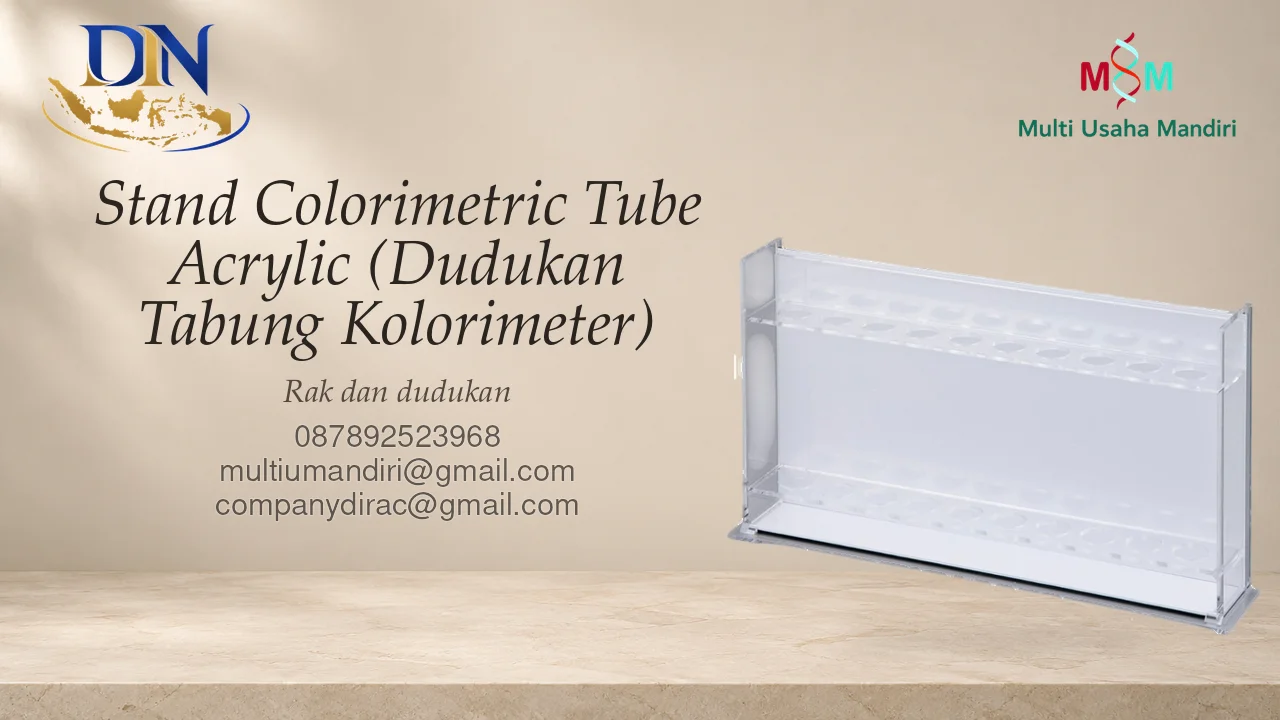 DN
M M
Multi Usaha Mandiri
Stand Colorimetric Tube
Acrylic (Dudukan
Tabung Kolorimeter)
Rak dan dudukan
087892523968
multiumandiri@gmail.com
companydirac@gmail.com